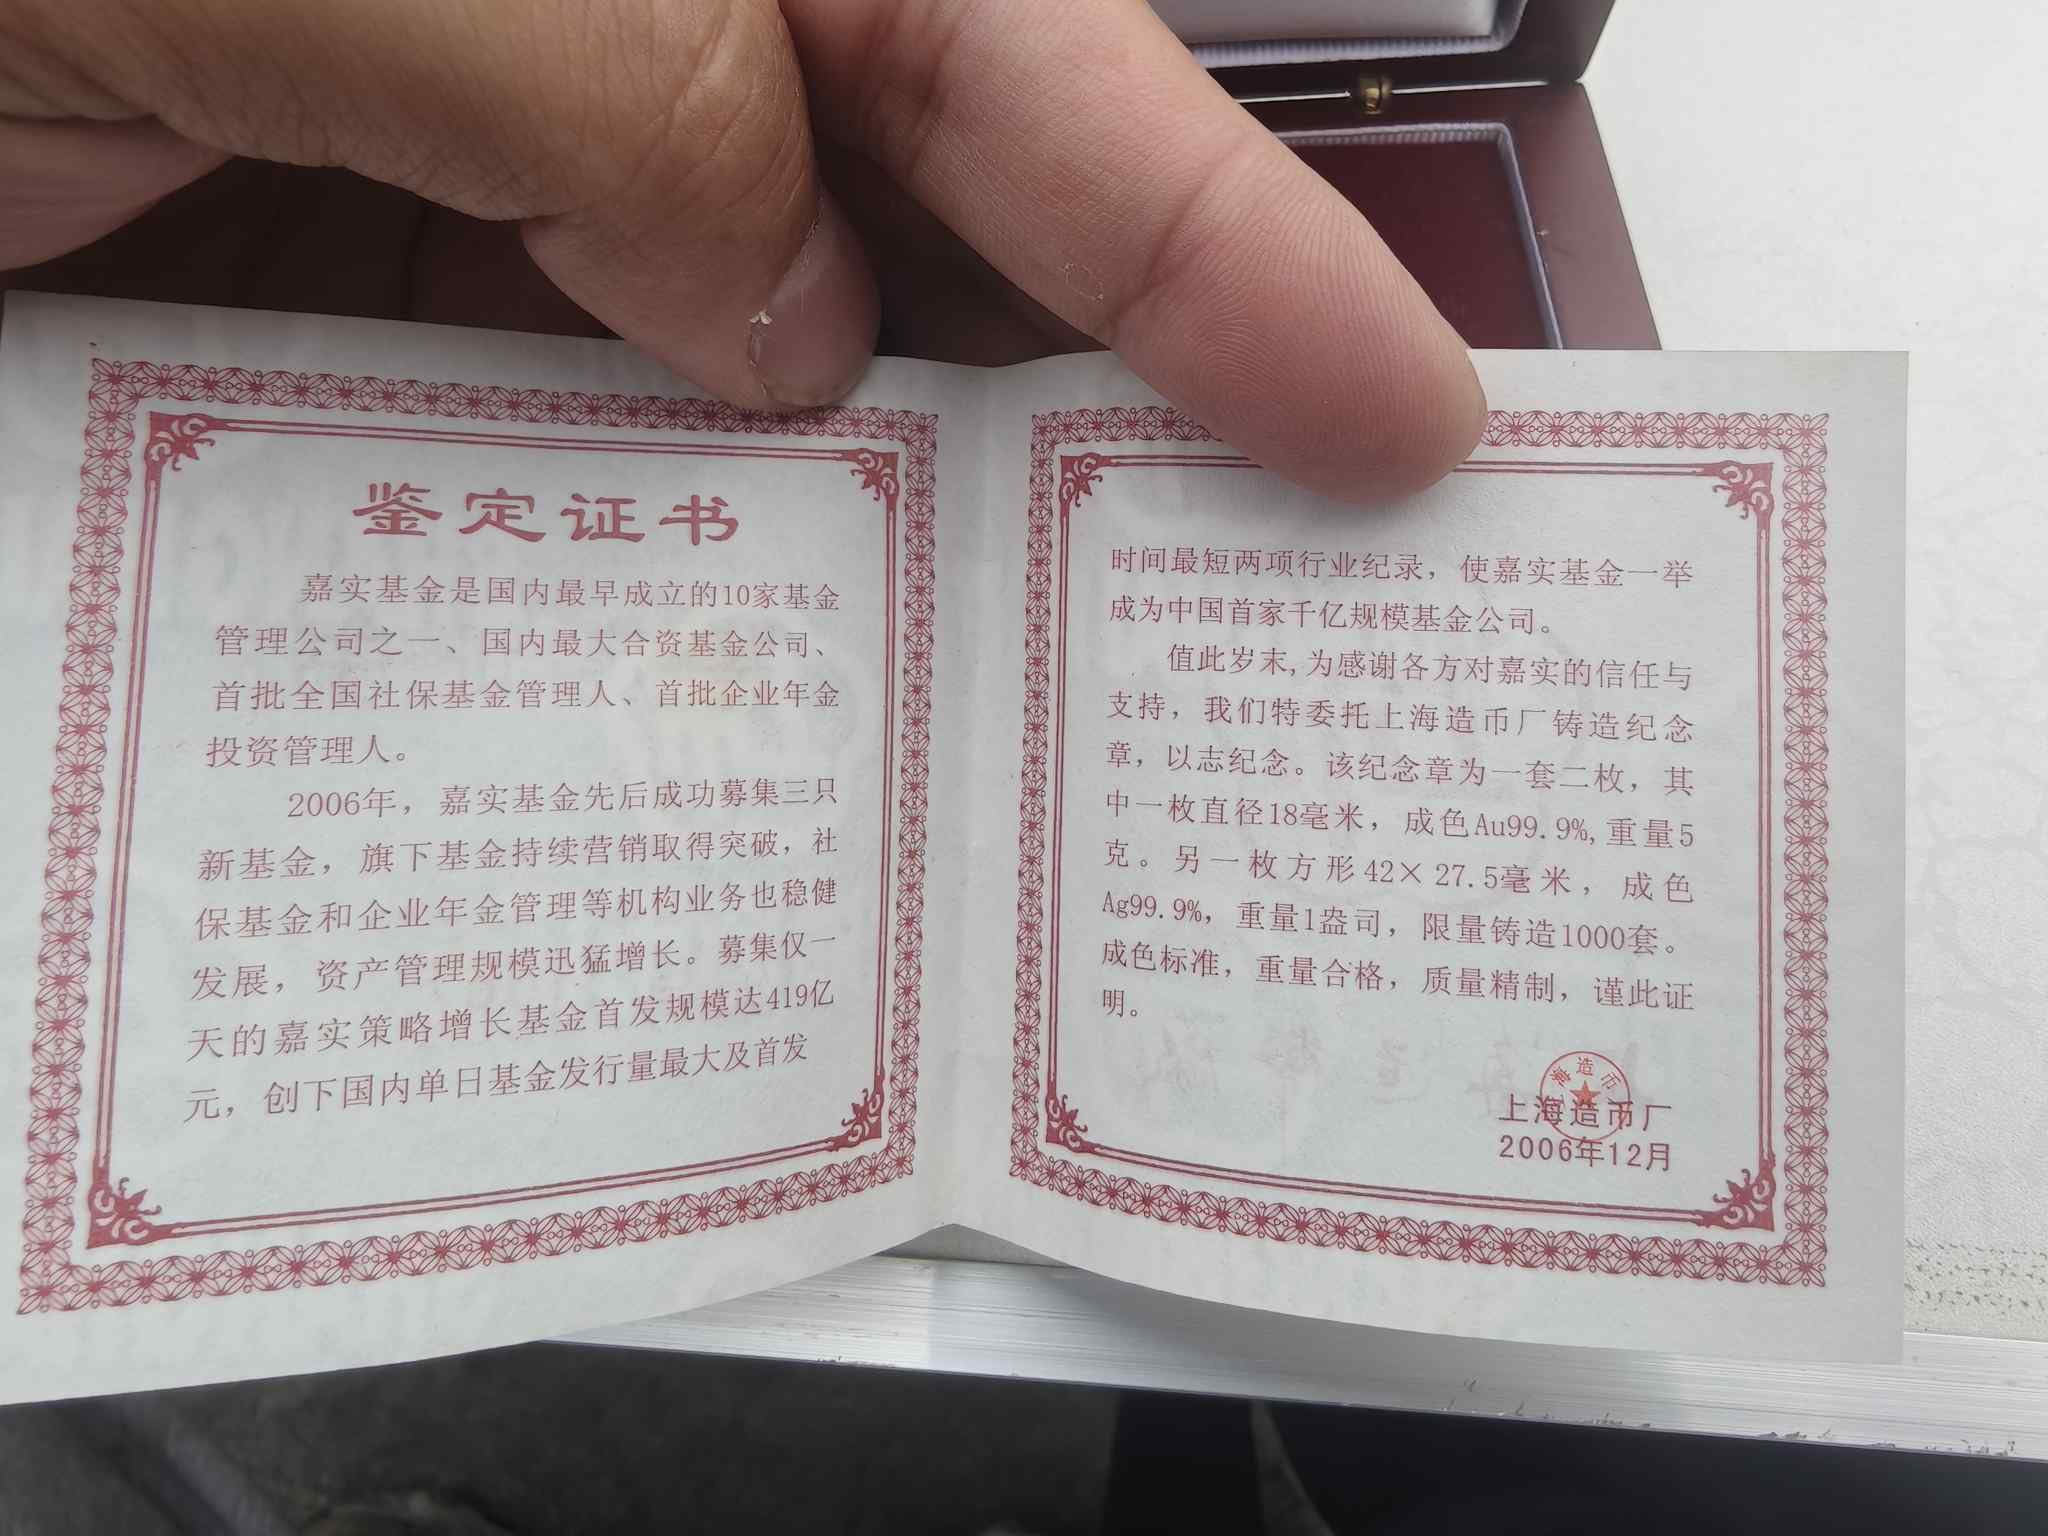 鉴定证书
嘉实基金是国内最早成立的10家基金
管理公司之一、国内最大合资基金公司、
首批全国社保基金管理人、首批企业年金
投资管理人。
2006年，嘉实基金先后成功募集三只
新基金，旗下基金持续营销取得突破，社
保基金和企业年金管理等机构业务也稳健
发展，资产管理规模迅猛增长。募集仅一
天的嘉实策略增长基金首发规模达419亿
元，创下国内单日基金发行量最大及首发
时间最短两项行业纪录，使嘉实基金一举
成为中国首家千亿规模基金公司。
值此岁末,为感谢各方对嘉实的信任与
支持，我们特委托上海造币厂铸造纪念
章，以志纪念。该纪念章为一套二枚，其
中一枚直径18毫米，成色Au99.9%,重量5
克。另一枚方形42×27.5毫米，成色
Ag99.9%，重量1盎司，限量铸造1000套。
成色标准，重量合格，质量精制，谨此证
明。
海造币
上海造币厂
2006年12月